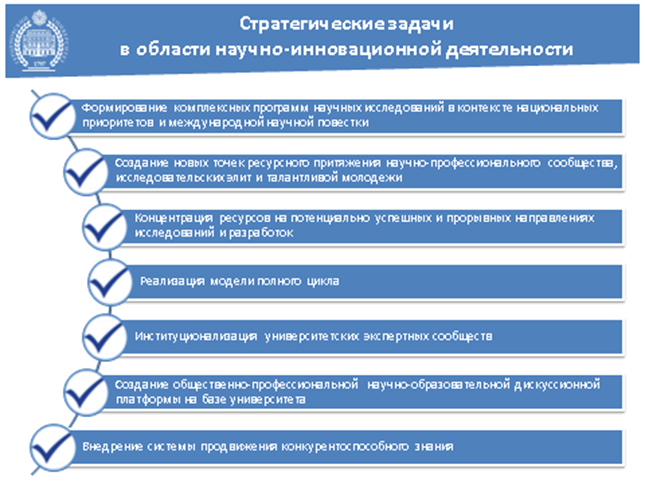 Стратегические задачи
в области научно-инновационной деятельности
1797
Формирование комплексных программ научных исследований в контексте национальных
приоритетов и международной научной повестки
Создание новых точек ресурсного притяжения научно-профессионального сообщества,
исследовательских элит и талантливой молодежи
Концентрация ресурсов на потенциально успешных и прорывных направлениях
исследований и разработок
Реализация модели полного цикла
Институционализация университетских экспертных сообществ
Создание общественно-профессиональной научно-образовательной дискуссионной
платформы на базе университета
Внедрение системы продвижения конкурентоспособного знания